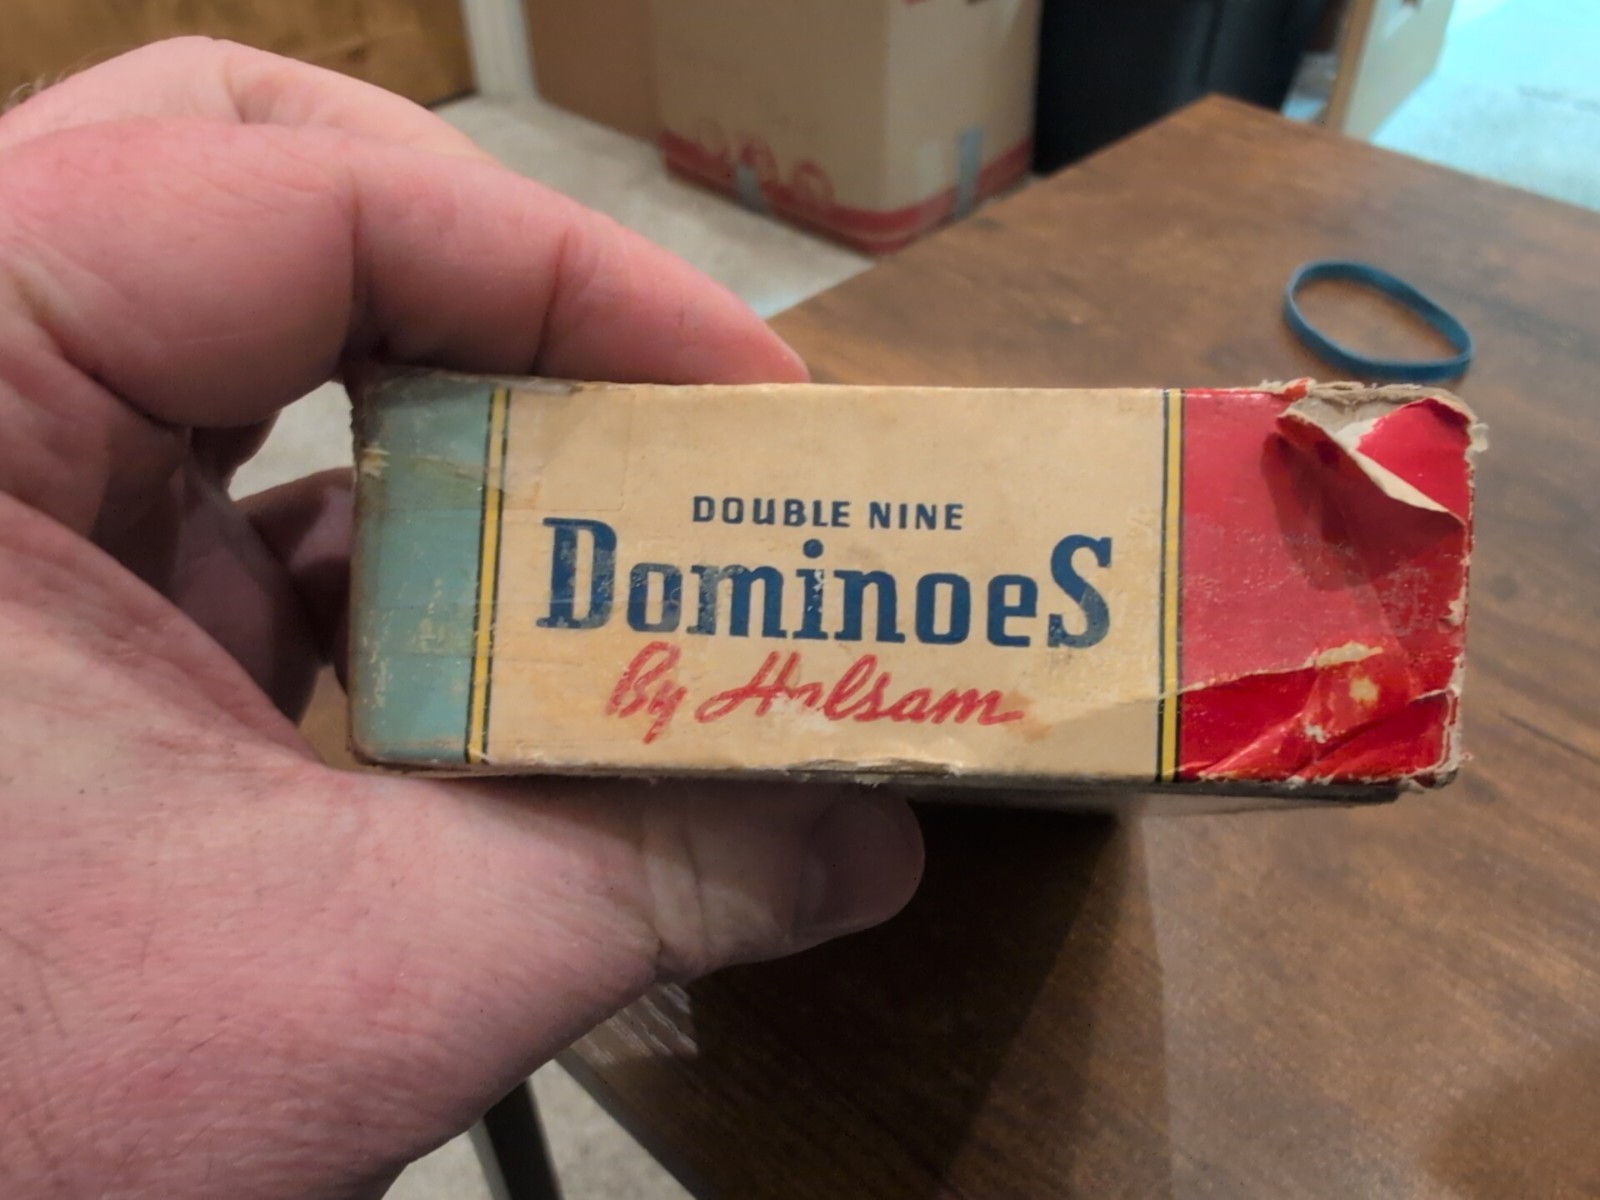 DOUBLE NINE
DominoeS
By Halsam